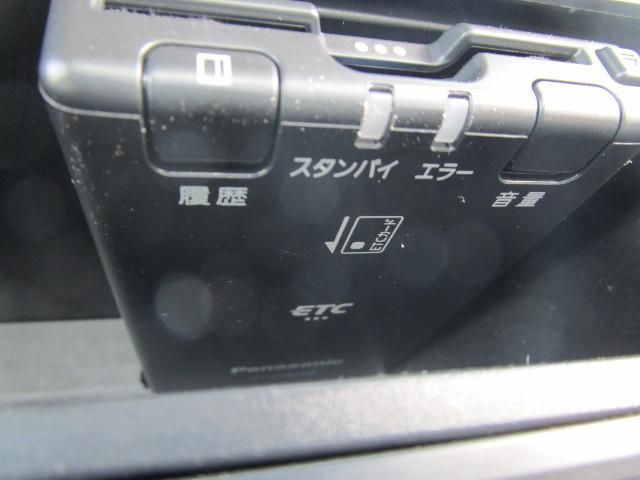 スタンバイ エラー
履歴 音量
ETCカード
ETC
Panasonic